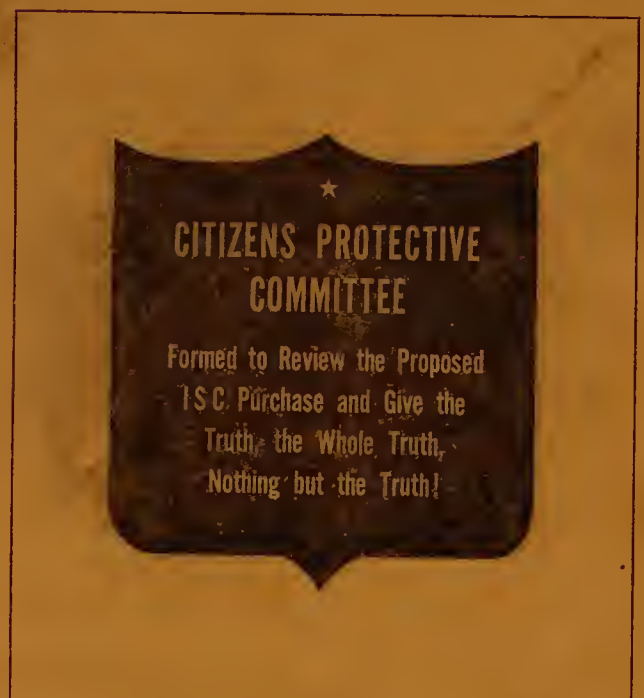 CITIZENS PROTECTIVE
COMMITTEE
Formed to Review the Proposed
I S C Purchase and Give the
Truth, the Whole Truth,
Nothing but the Truth!